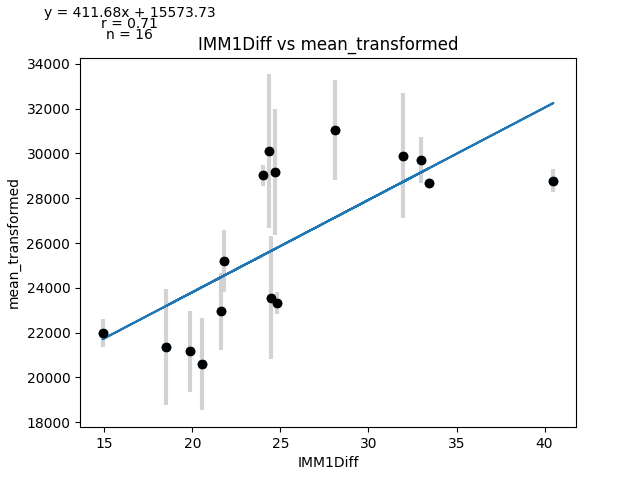 y = 411.68x + 15573.73
r = 0.71
n = 16
IMM1Diff vs mean_transformed
34000
32000
30000
28000
26000
24000
22000
20000
18000
mean_transformed
15 20 25 30 35 40
IMM1Diff